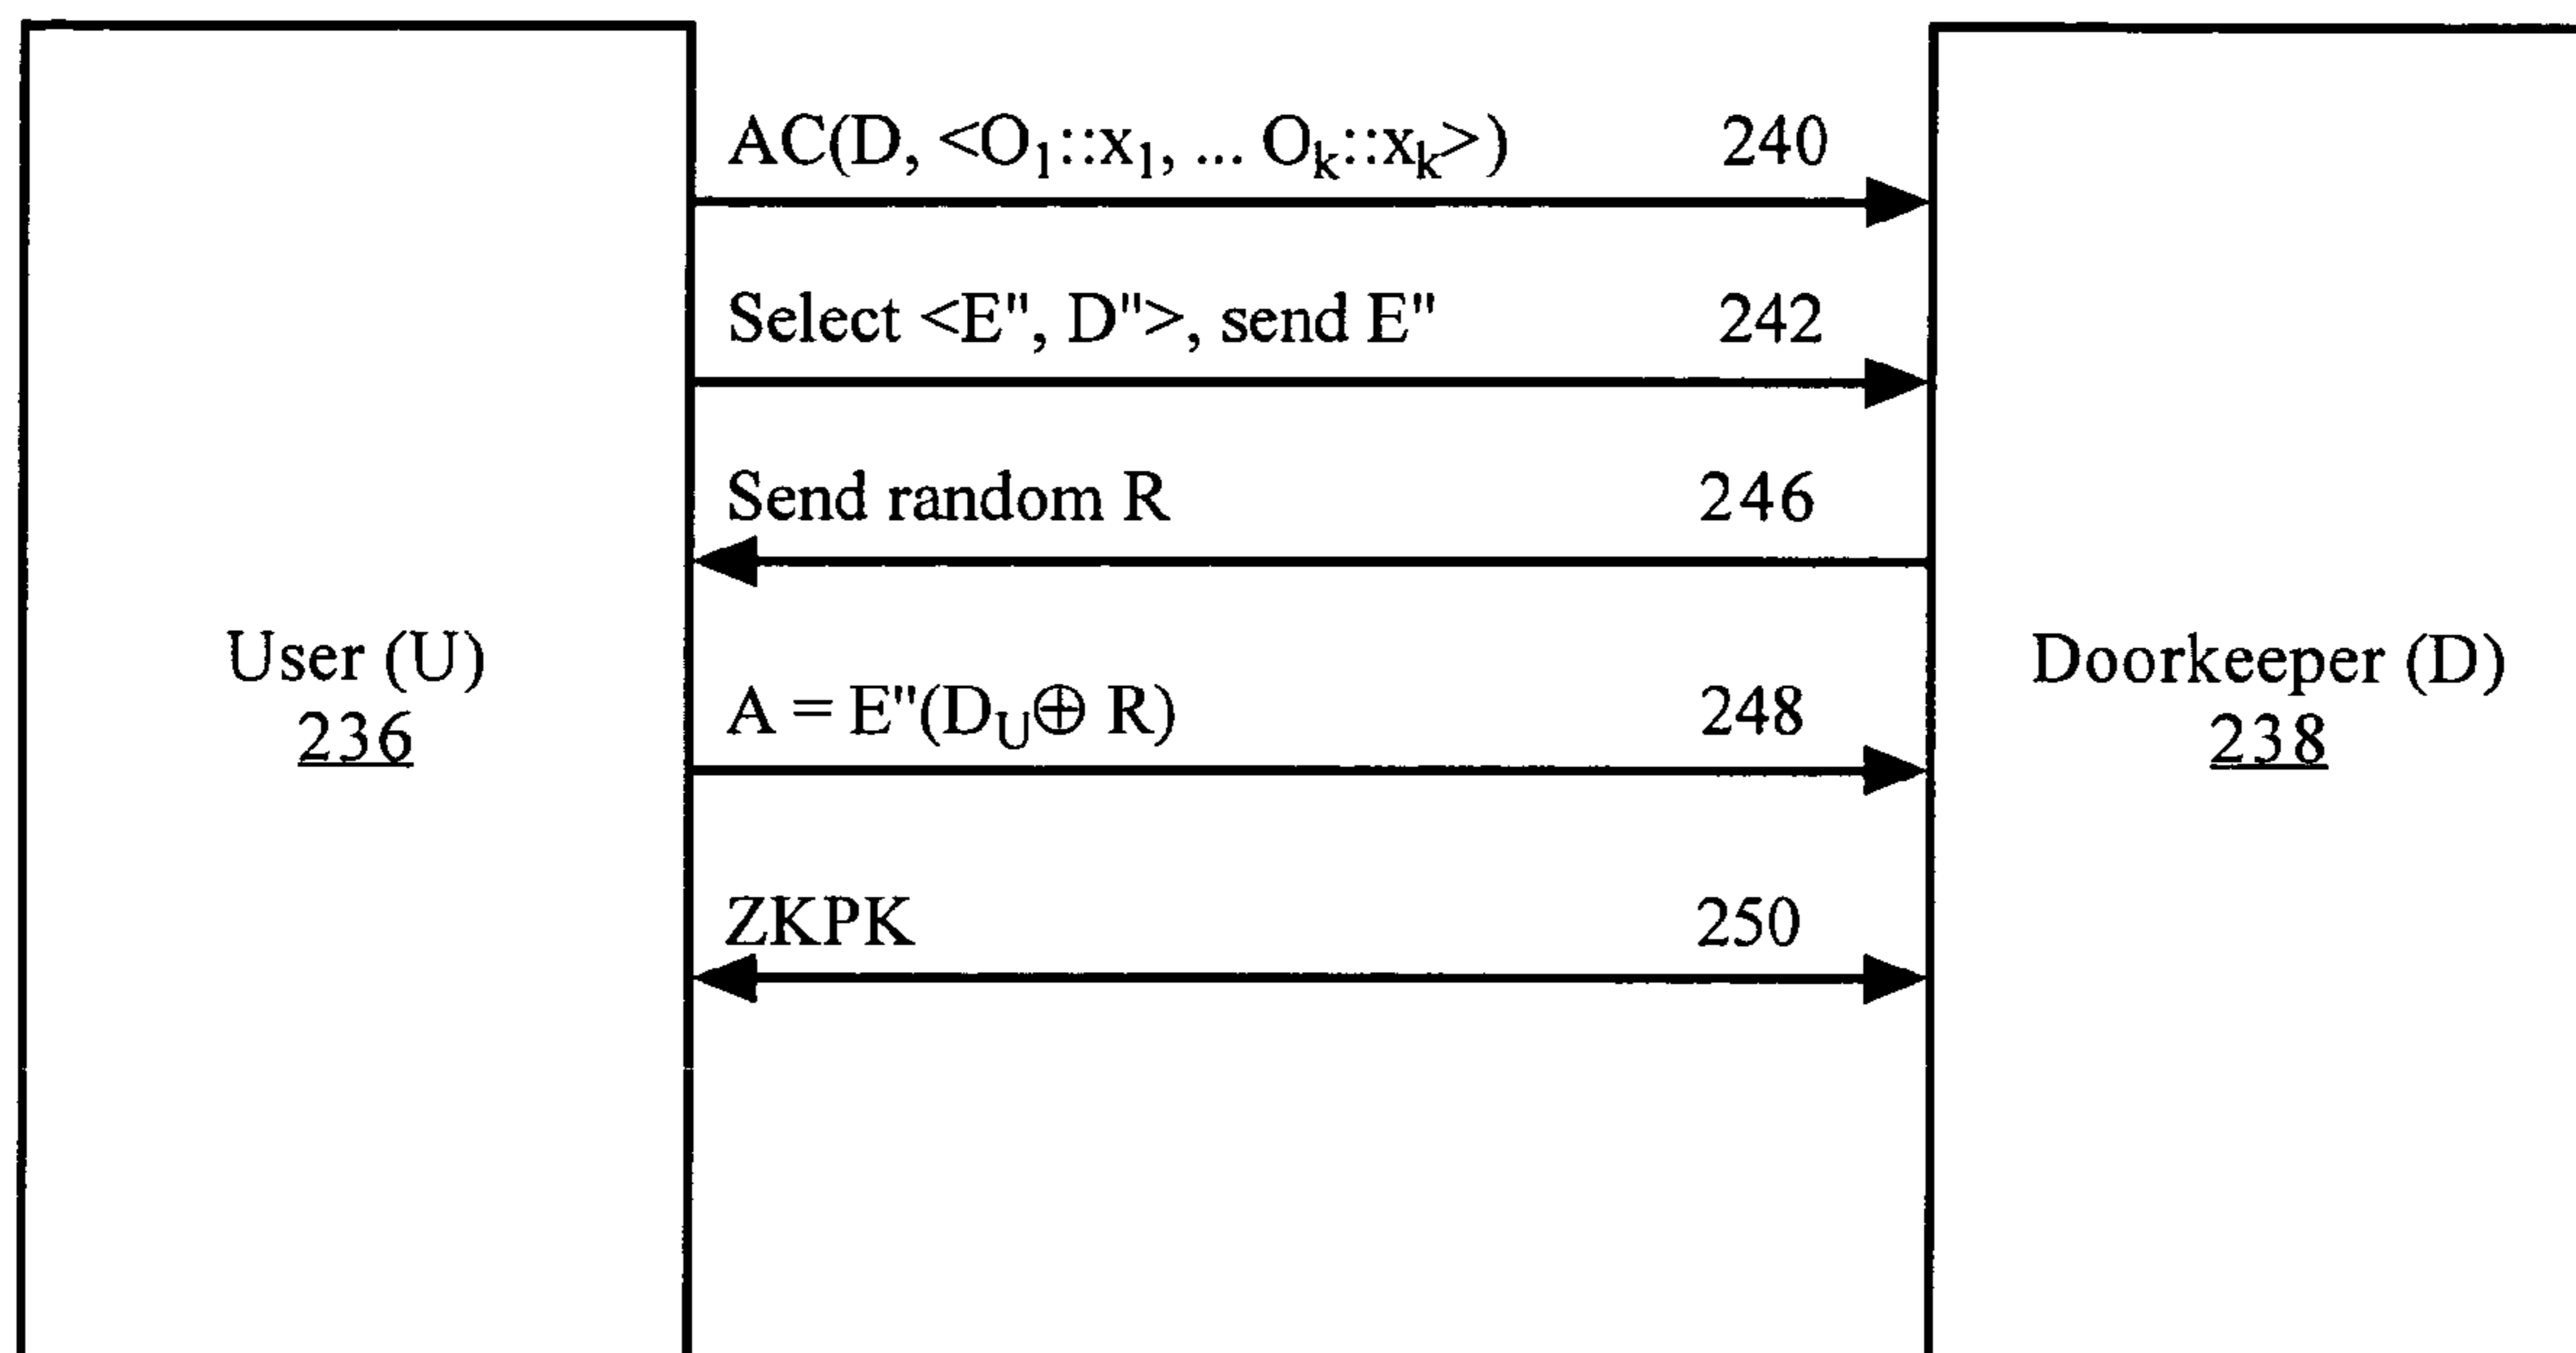 AC(D, <O₁::x₁, ... Oₖ::xₖ>) 240
Select <E", D">, send E" 242
Send random R 246
User (U)
236
A = E"(D_U⊕ R) 248
Doorkeeper (D)
238
ZKPK 250